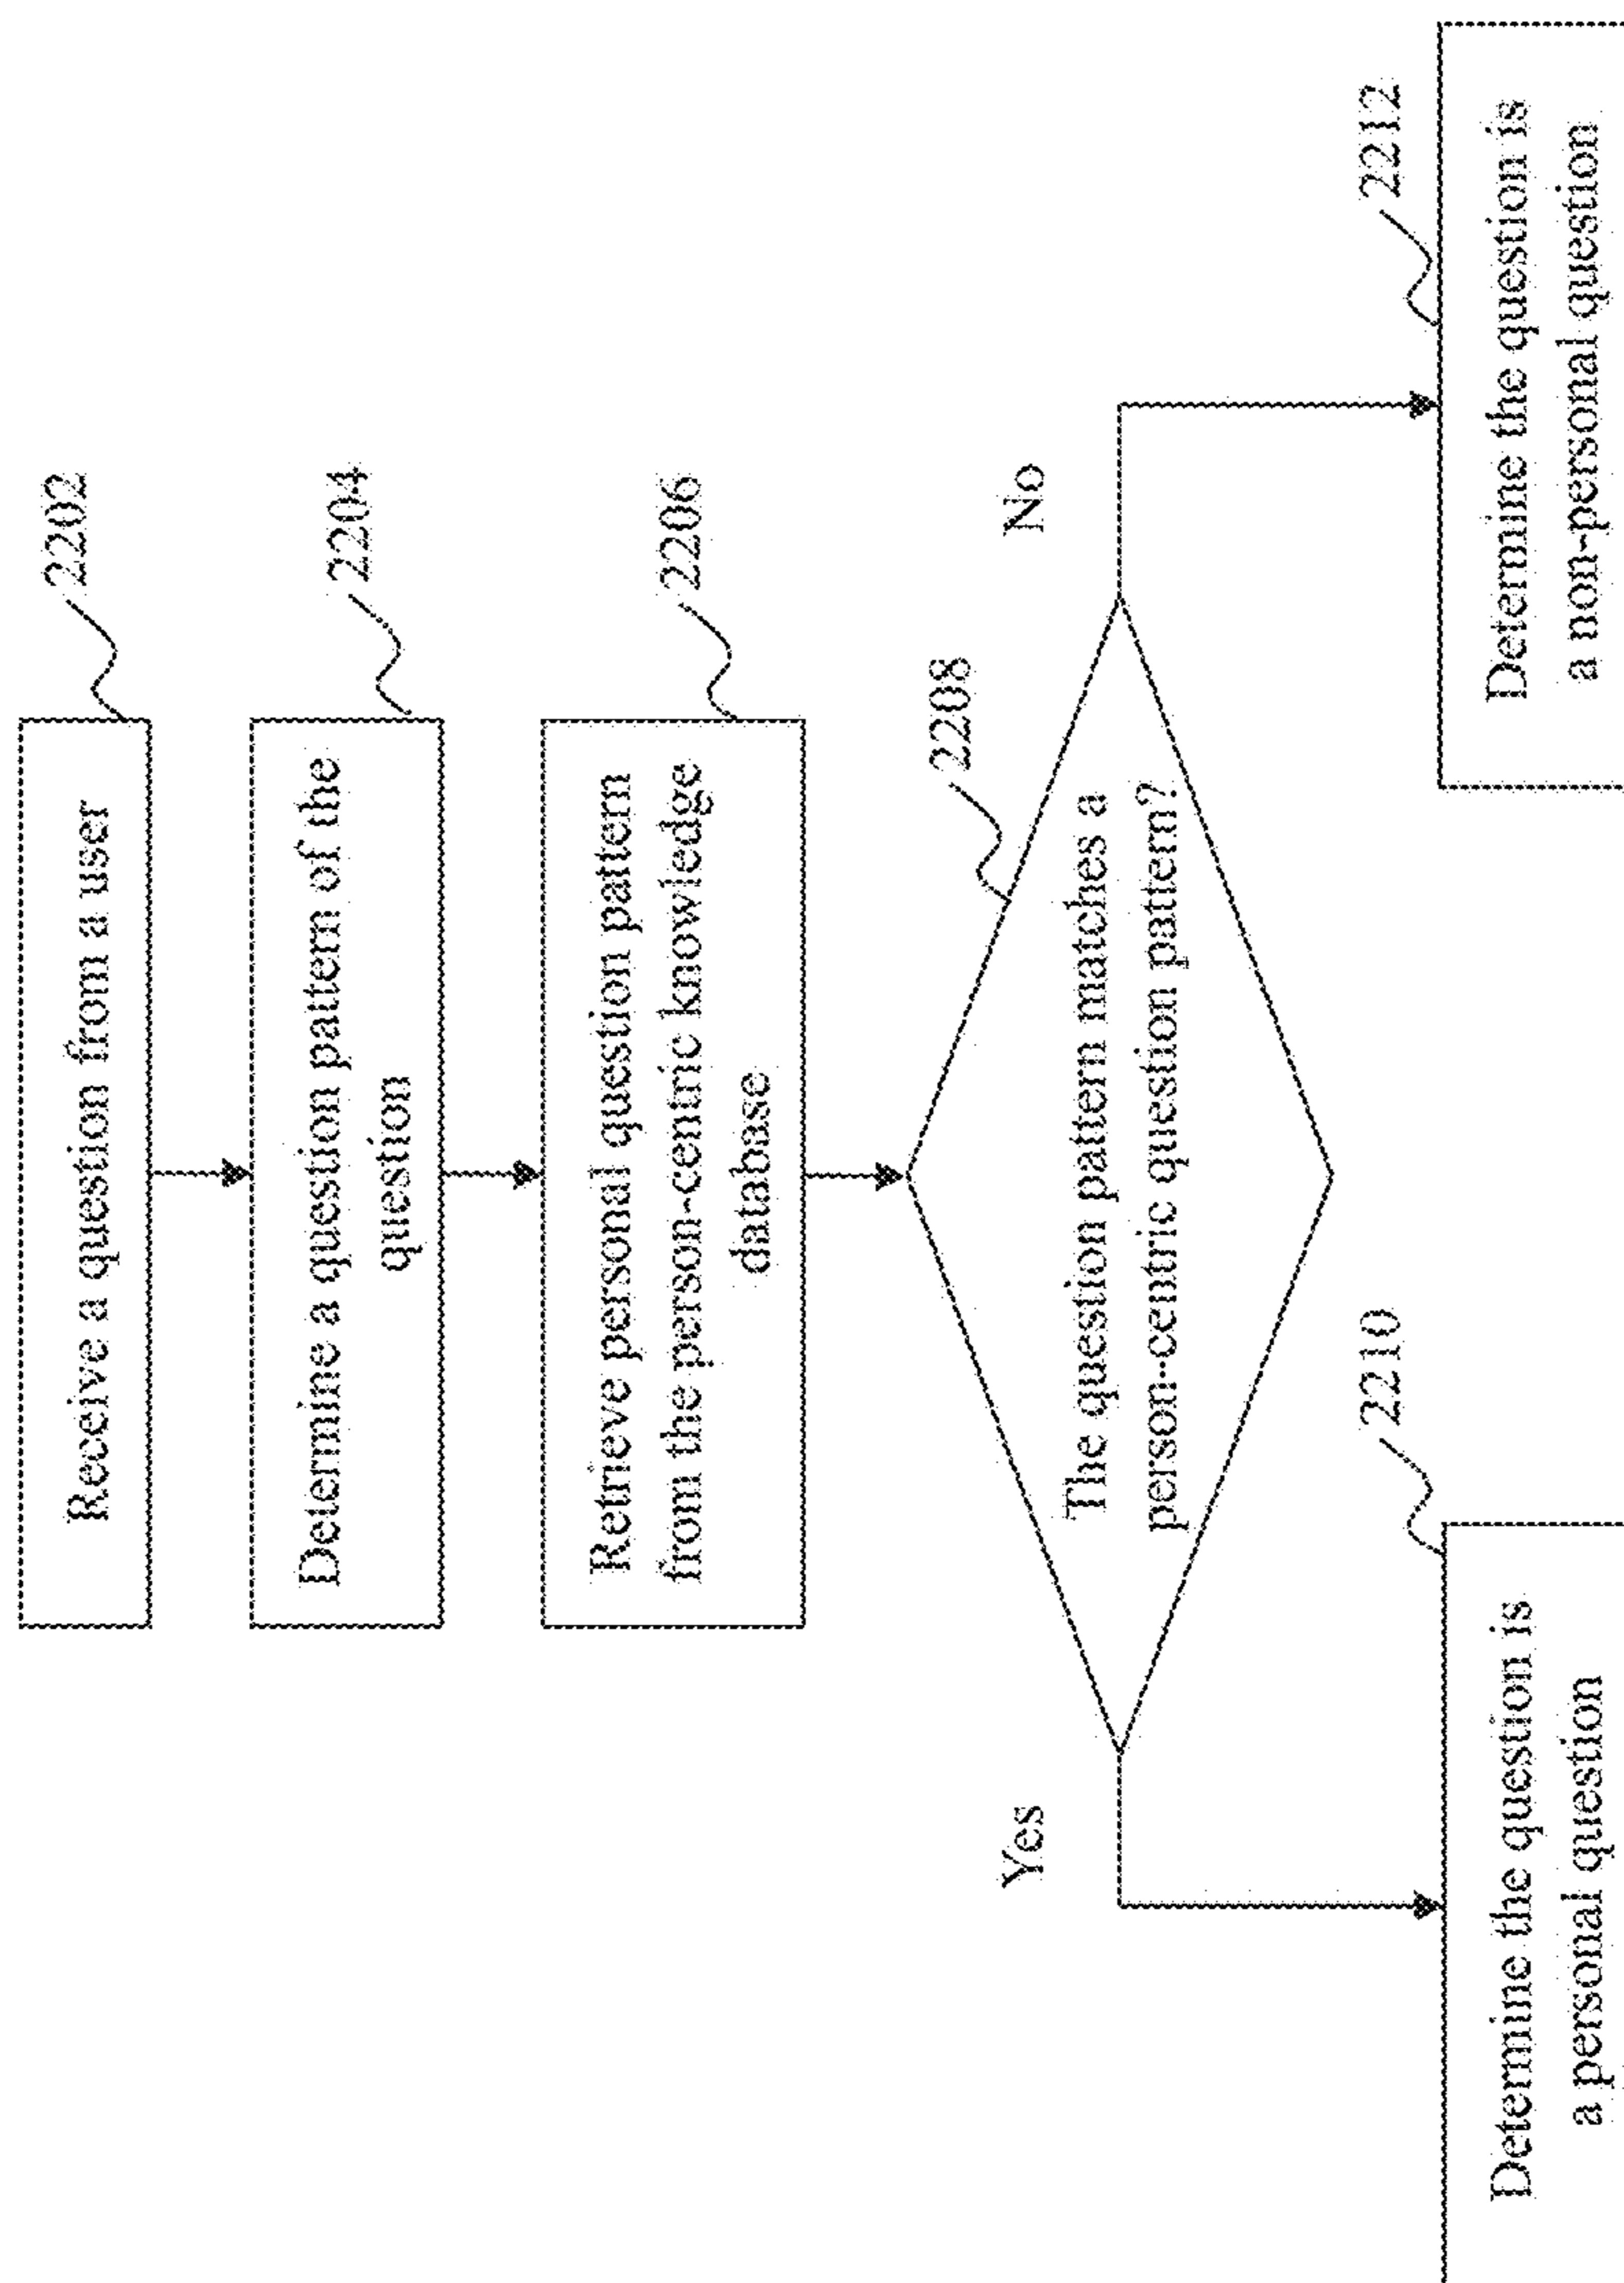 2202
Receive a question from a user
2204
Determine a question pattern of the
question
2206
Retrieve personal question pattern
from the person-centric knowledge
database
2208
The question pattern matches a
person-centric question pattern?
Yes
No
2210
Determine the question is
a personal question
2212
Determine the question is
a non-personal question